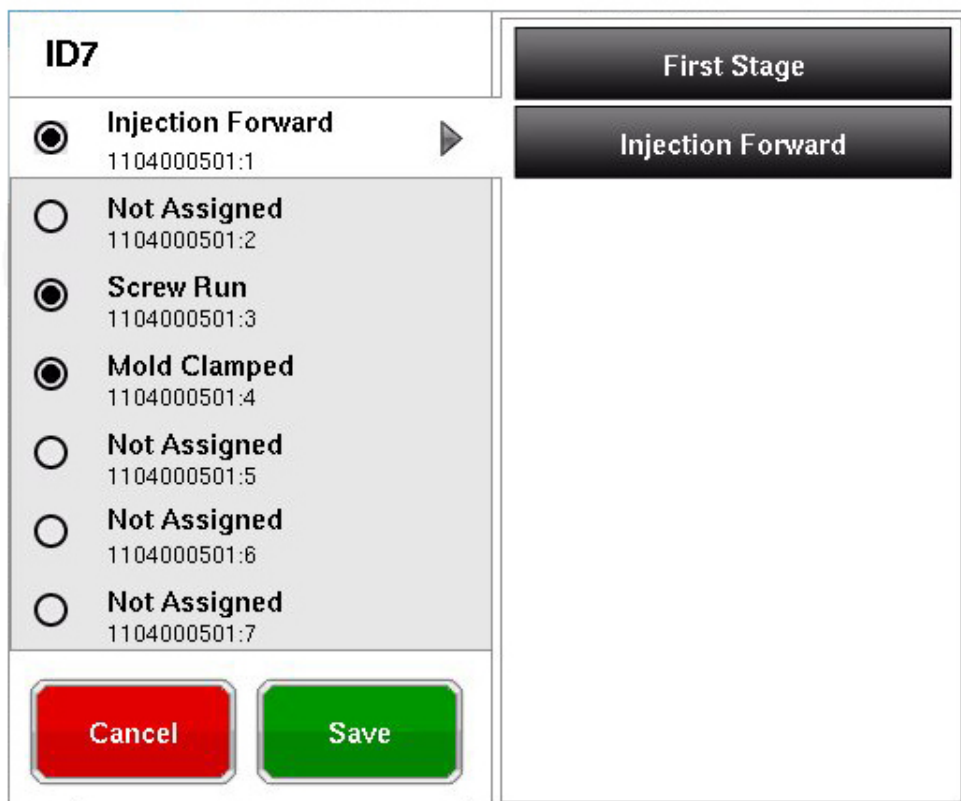 ID7
Injection Forward
1104000501:1
Not Assigned
1104000501:2
Screw Run
1104000501:3
Mold Clamped
1104000501:4
Not Assigned
1104000501:5
Not Assigned
1104000501:6
Not Assigned
1104000501:7
Cancel
Save
First Stage
Injection Forward